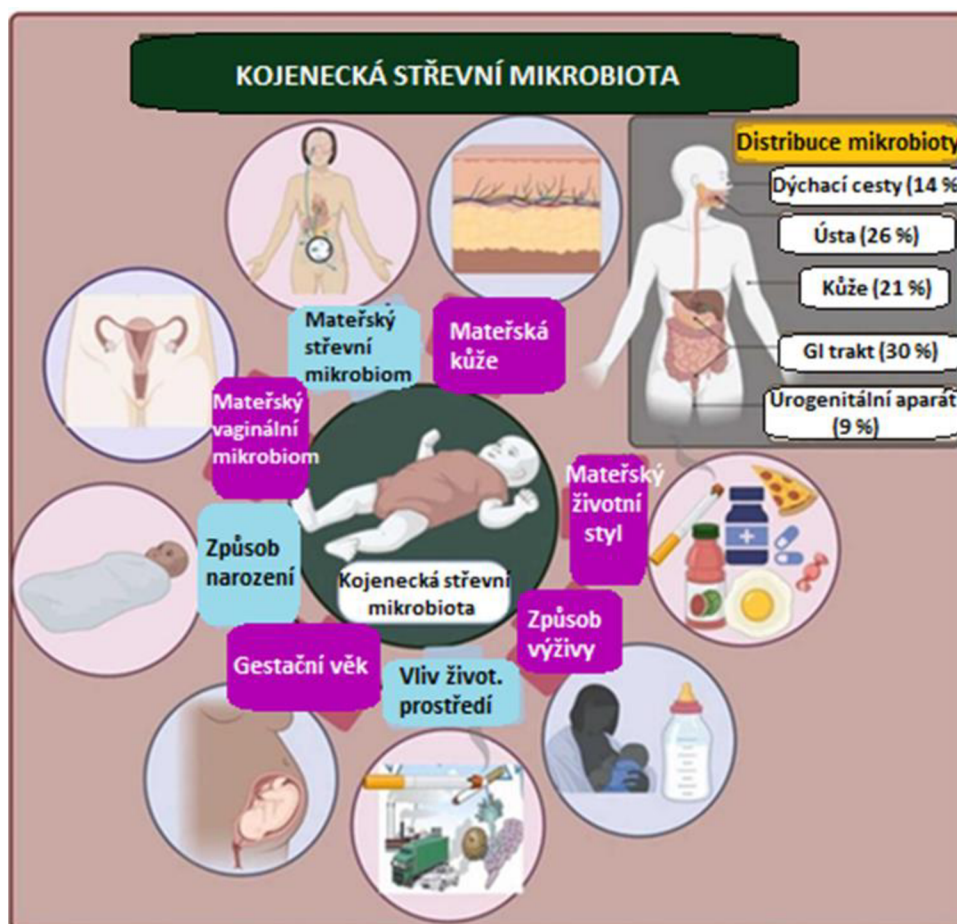 KOJENECKÁ STŘEVNÍ MIKROBIOTA
Distribuce mikrobioty
Dýchací cesty (14 %
Ústa (26 %)
Kůže (21 %)
GI trakt (30 %)
Urogenitální aparát
(9 %)
Mateřský
střevní
mikrobiom
Mateřská
kůže
Mateřský
vaginální
mikrobiom
Mateřský
životní
styl
Způsob
narození
Kojenecká střevní
mikrobiota
Způsob
výživy
Gestační věk
Vliv život.
prostředí